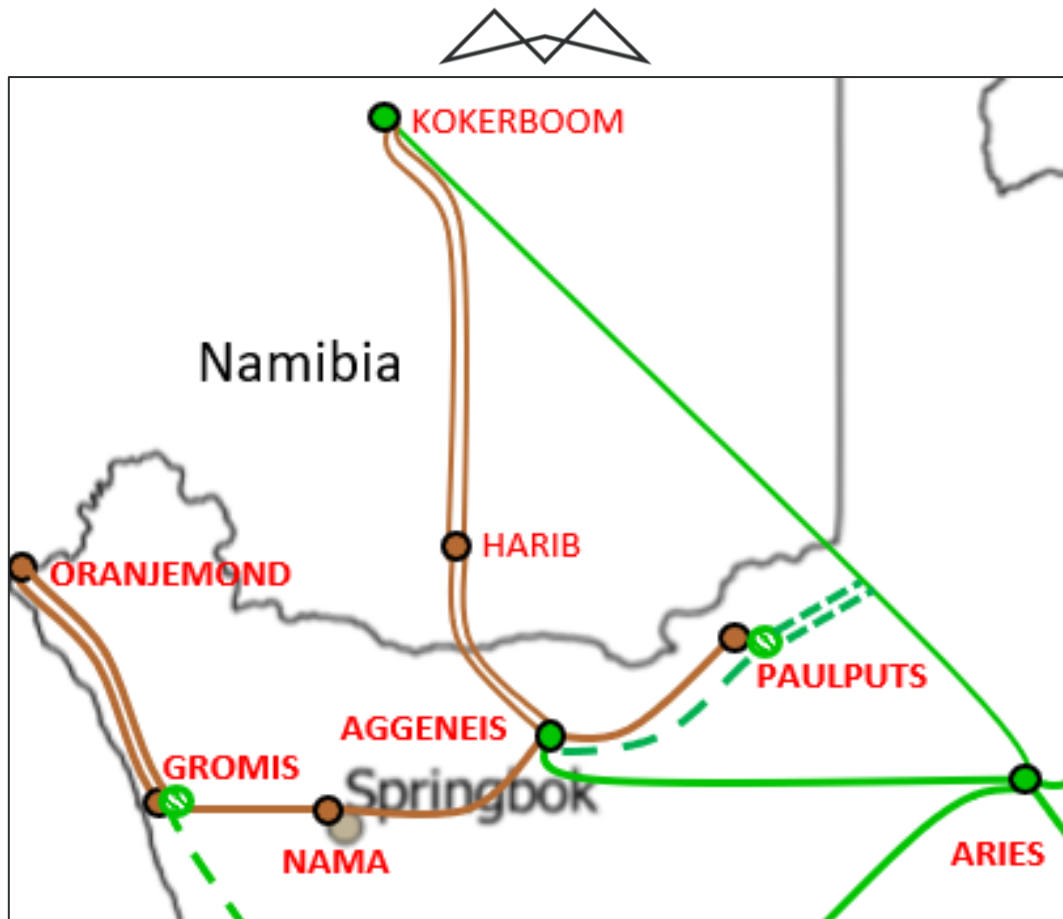 KOKERBOOM
Namibia
HARIB
ORANJEMOND
PAULPUTS
AGGENEIS
GROMIS
Springbok
NAMA
ARIES